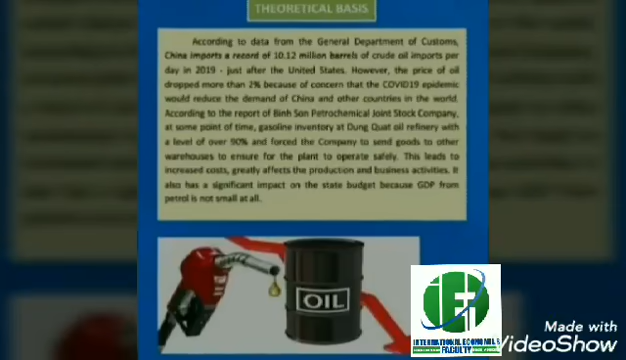 THEORETICAL BASIS
According to data from the General Department of Customs,
China imports a record of 10.12 million barrels of crude oil imports per
day in 2019 - just after the United States. However, the price of oil
dropped more than 2% because of concern that the COVID19 epidemic
would reduce the demand of China and other countries in the world.
According to the report of Binh Son Petrochemical Joint Stock Company,
at some point of time, gasoline inventory at Dung Quat oil refinery with
a level of over 90% and forced the Company to send goods to other
warehouses to ensure for the plant to operate safely. This leads to
increased costs, greatly affects the production and business activities. It
also has a significant impact on the state budget because GDP from
petrol is not small at all.
OIL
INTERNATIONAL ECONOMICS
FACULTY
Made with
VideoShow